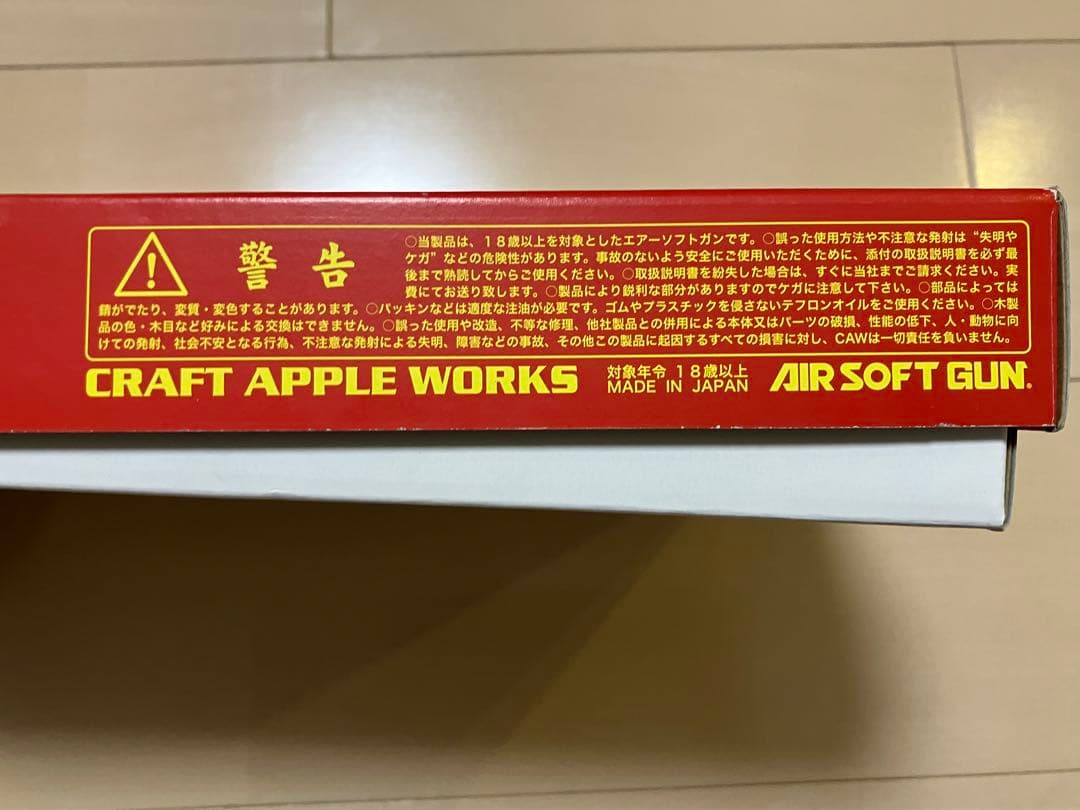 警告
○当製品は、18歳以上を対象としたエアーソフトガンです。○誤った使用方法や不注意な発射は“失明や
ケガ”などの危険性があります。事故のないよう安全にご使用いただくために、添付の取扱説明書を必ず最
後まで熟読してからご使用ください。○取扱説明書を紛失した場合は、すぐに当社までご請求ください。実
費にてお送り致します。○製品により鋭利な部分がありますのでケガに注意して下さい。○部品によっては
錆がでたり、変質・変色することがあります。○パッキンなどは適度な注油が必要です。ゴムやプラスチックを侵さないテフロンオイルをご使用ください。○木製
品の色・木目など好みによる交換はできません。○誤った使用や改造、不等な修理、他社製品との併用による本体又はパーツの破損、性能の低下、人・動物に向
けての発射、社会不安となる行為、不注意な発射による失明、障害などの事故、その他この製品に起因するすべての損害に対し、CAWは一切責任を負いません。
CRAFT APPLE WORKS
対象年令 18歳以上
MADE IN JAPAN
AIR SOFT GUN®